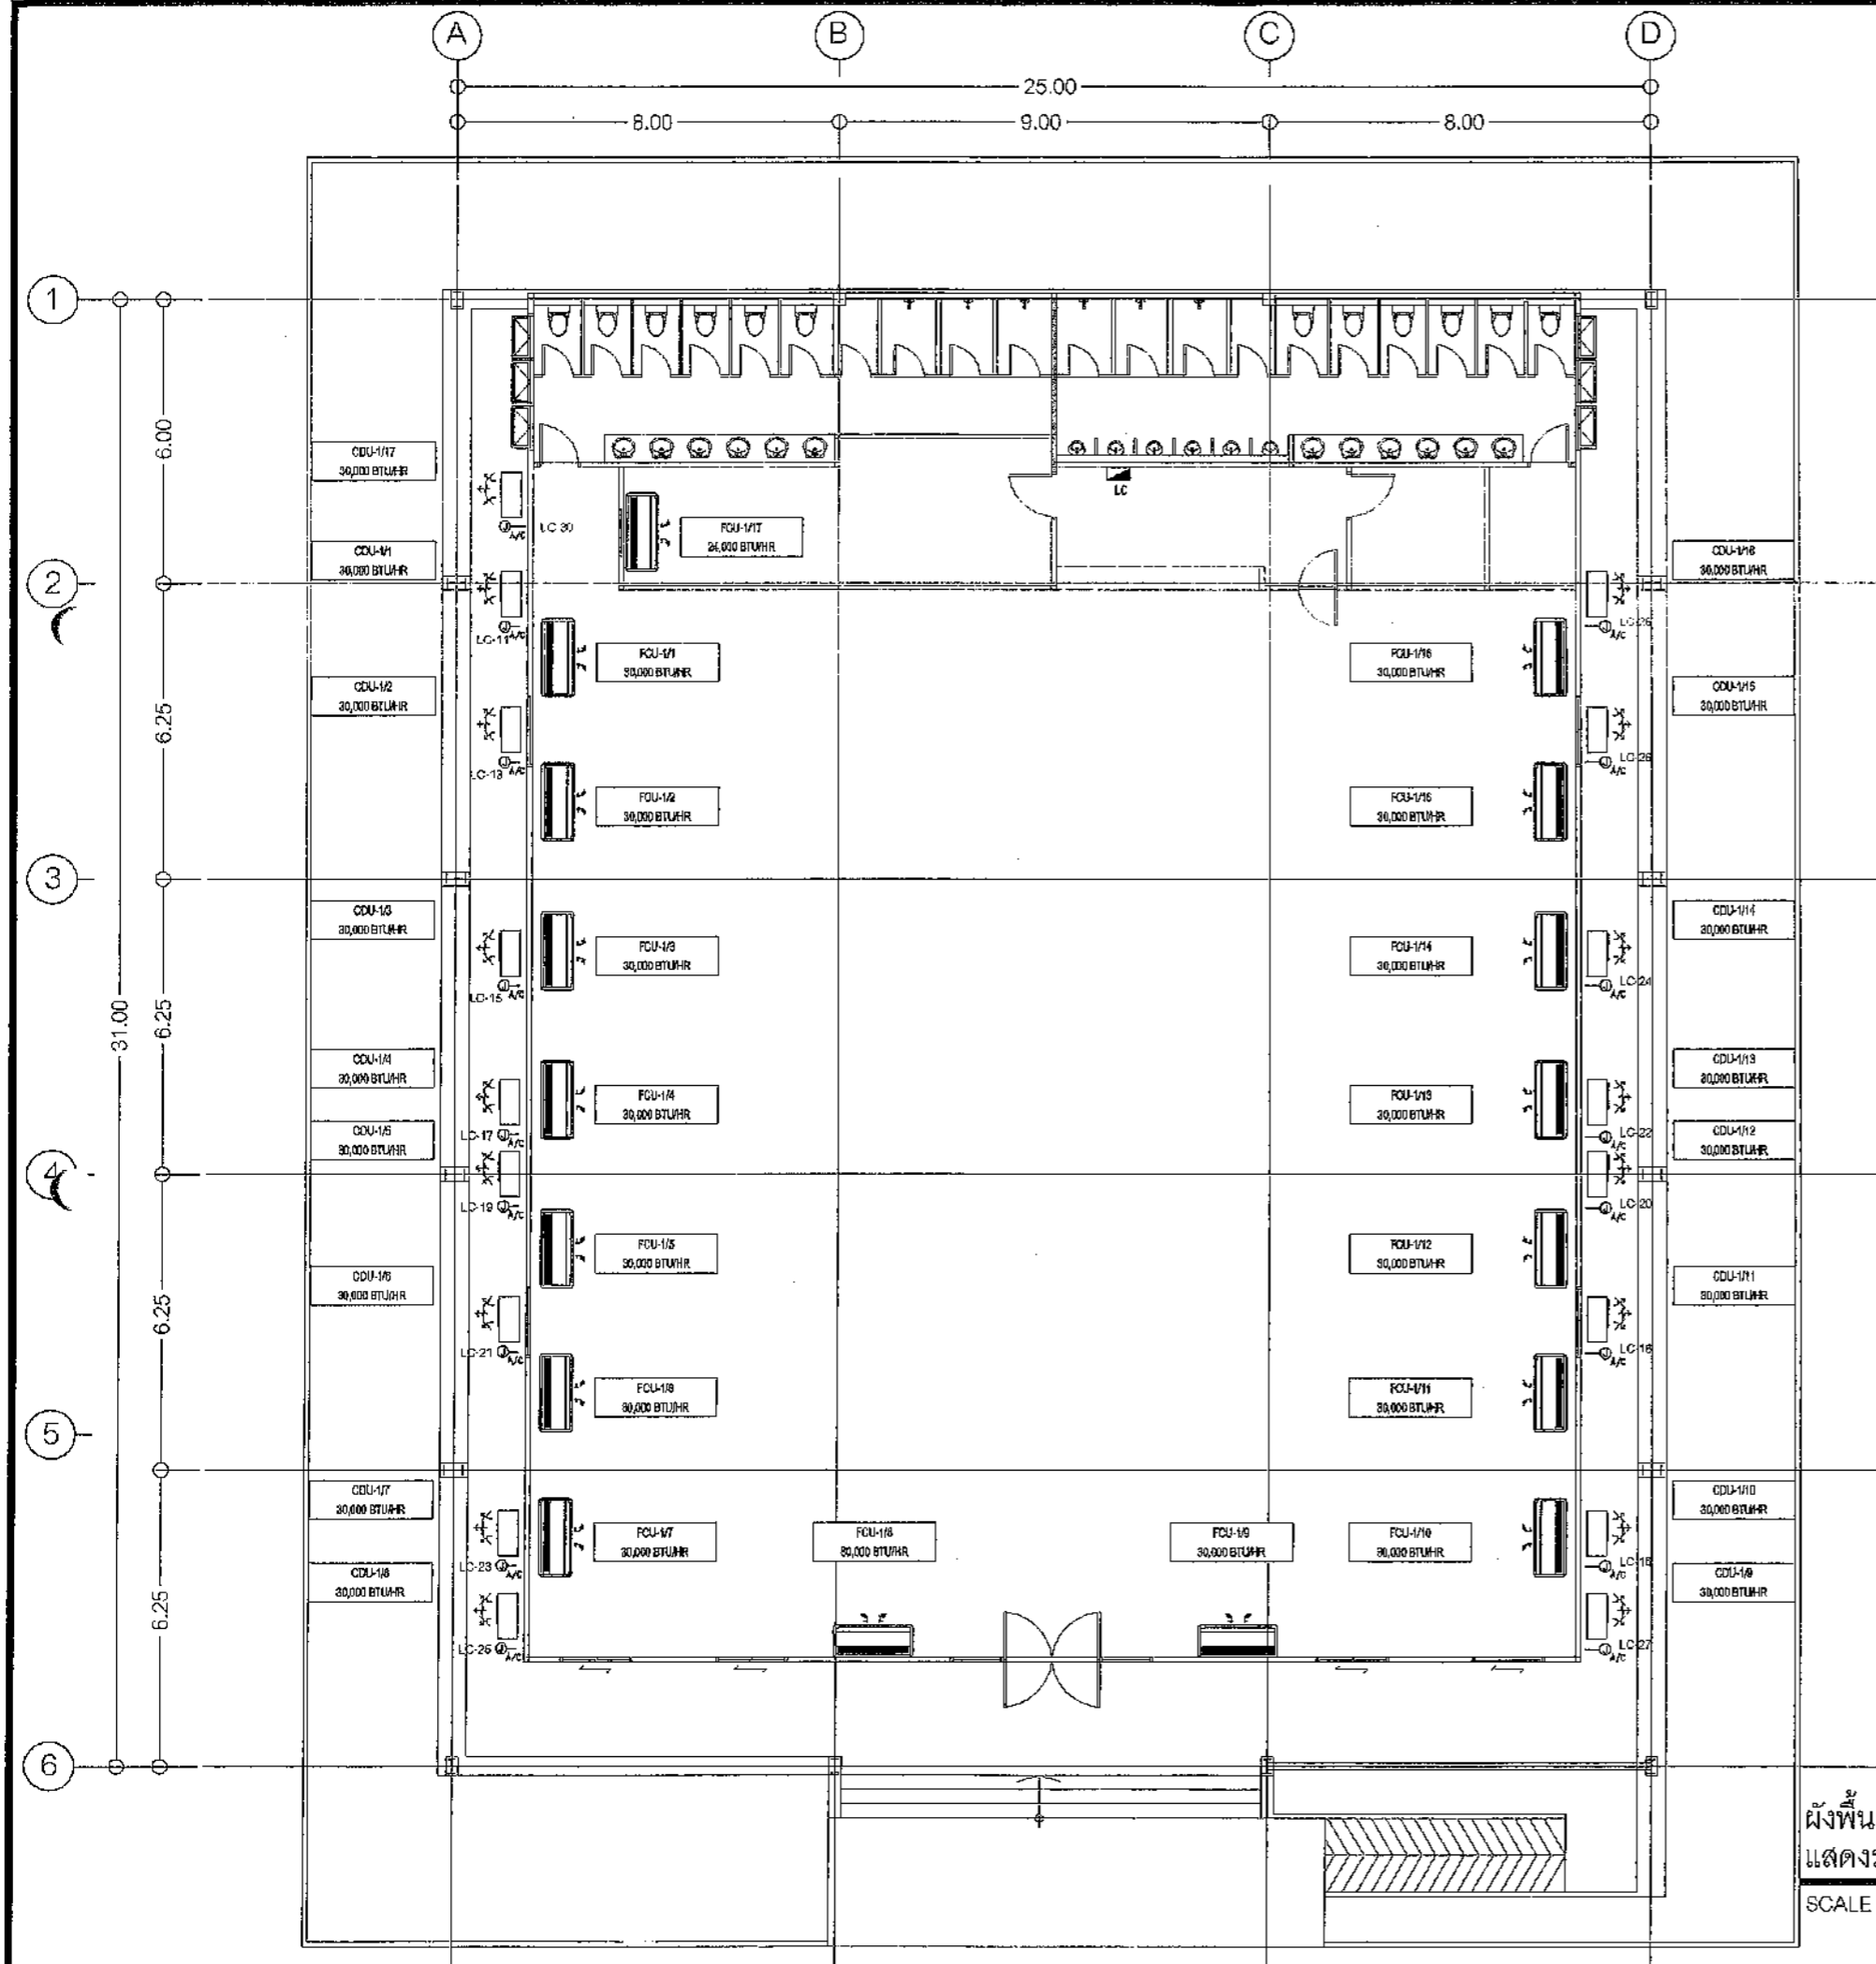 A
B
C
D
25.00
8.00
9.00
8.00
1
6.00
CDU-1/17
30,000 BTU/HR
LC
LC-30
A/C
FCU-1/17
CDU-1/1
30,000 BTU/HR
CDU-1/16
30,000 BTU/HR
2
LC-11
A/C
A/C
FCU-1/1
30,000 BTU/HR
FCU-1/16
30,000 BTU/HR
CDU-1/2
30,000 BTU/HR
CDU-1/15
30,000 BTU/HR
6.25
LC-13
A/C
A/C
FCU-1/2
30,000 BTU/HR
30,000 BTU/HR
3
CDU-1/3
30,000 BTU/HR
CDU-1/14
30,000 BTU/HR
FCU-1/3
30,000 BTU/HR
FCU-1/14
30,000 BTU/HR
LC-15
A/C
LC-24
A/C
31.00
6.25
CDU-1/4
30,000 BTU/HR
CDU-1/13
30,000 BTU/HR
FCU-1/4
30,000 BTU/HR
FCU-1/13
30,000 BTU/HR
CDU-1/5
30,000 BTU/HR
LC-17
A/C
LC-22
A/C
CDU-1/12
30,000 BTU/HR
4
LC-19
A/C
LC-20
A/C
FCU-1/5
30,000 BTU/HR
FCU-1/12
30,000 BTU/HR
CDU-1/6
30,000 BTU/HR
CDU-1/11
30,000 BTU/HR
6.25
LC-21
A/C
A/C
FCU-1/6
30,000 BTU/HR
FCU-1/11
30,000 BTU/HR
5
CDU-1/7
30,000 BTU/HR
CDU-1/10
30,000 BTU/HR
FCU-1/7
30,000 BTU/HR
FCU-1/8
30,000 BTU/HR
FCU-1/9
30,000 BTU/HR
FCU-1/10
30,000 BTU/HR
LC-23
A/C
A/C
CDU-1/8
30,000 BTU/HR
CDU-1/9
30,000 BTU/HR
6.25
LC-25
A/C
LC-27
A/C
6
ผังพื้น
SCALE